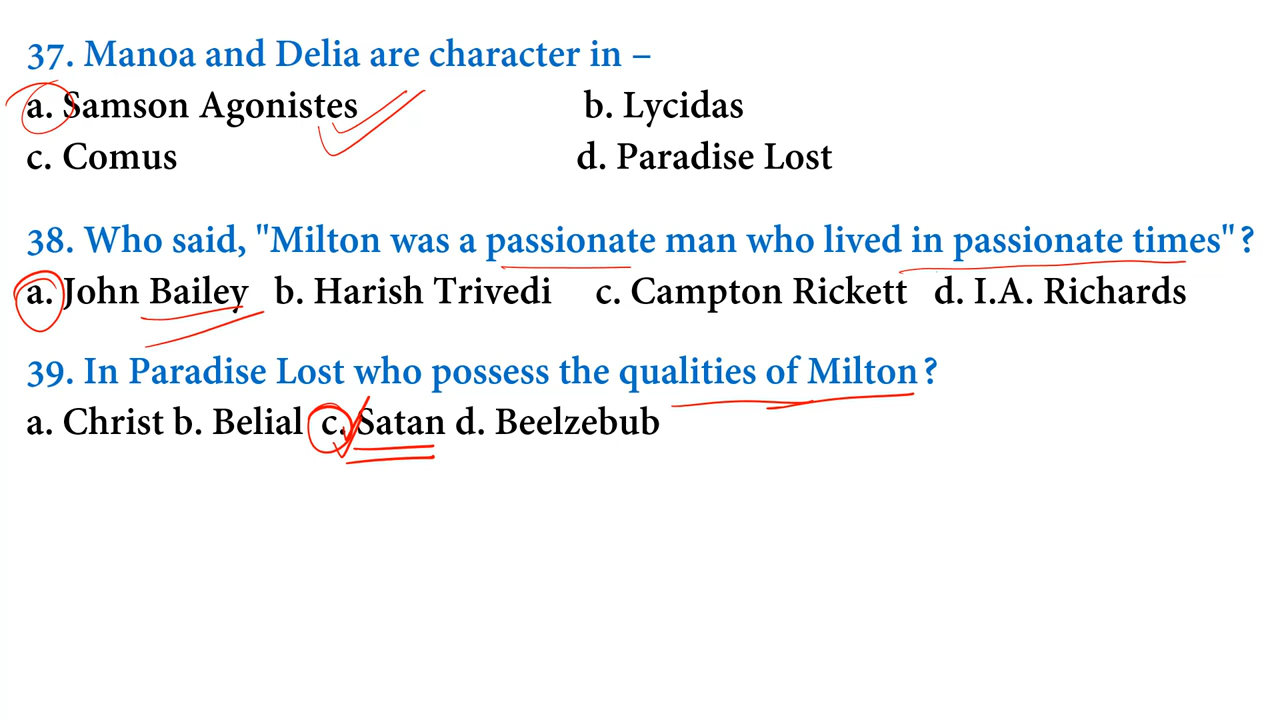 37. Manoa and Delia are character in –
a. Samson Agonistes b. Lycidas
c. Comus d. Paradise Lost
38. Who said, "Milton was a passionate man who lived in passionate times"?
a. John Bailey b. Harish Trivedi c. Campton Rickett d. I.A. Richards
39. In Paradise Lost who possess the qualities of Milton?
a. Christ b. Belial c. Satan d. Beelzebub